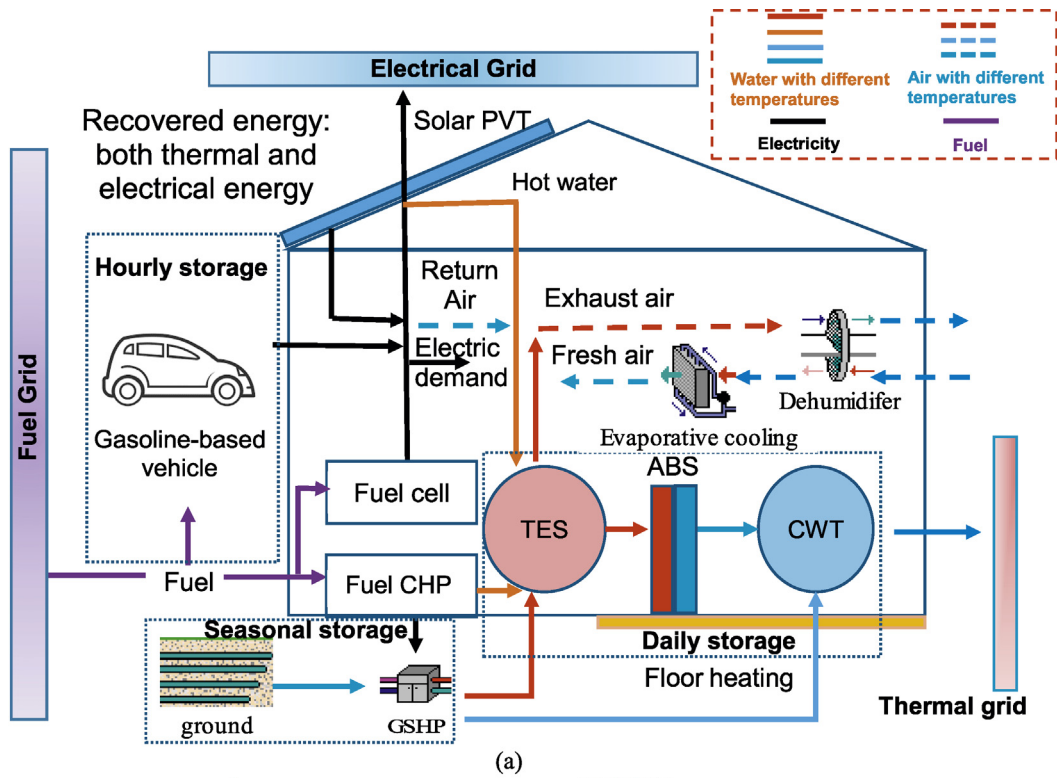 Electrical Grid
Water with different
temperatures
Air with different
temperatures
Electricity
Fuel
Recovered energy:
both thermal and
electrical energy
Solar PVT
Hot water
Fuel Grid
Hourly storage
Return
Air
Exhaust air
Electric
demand
Fresh air
Dehumidifer
Gasoline-based
vehicle
Evaporative cooling
ABS
Fuel cell
TES
CWT
Fuel
Fuel CHP
Seasonal storage
Daily storage
Floor heating
Thermal grid
ground
GSHP
(a)